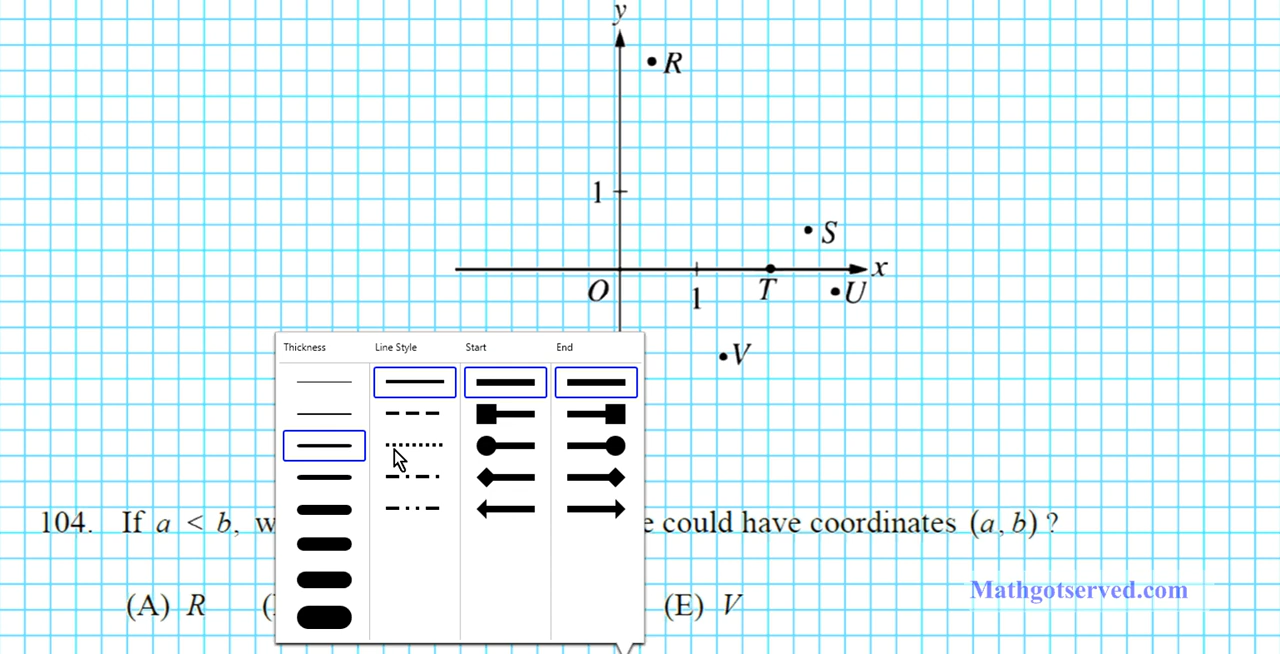 y
R
1
S
x
O
1
T
U
V
Thickness Line Style Start End
104. If a < b, e could have coordinates (a, b) ?
(A) R (E) V
Mathgotserved.com